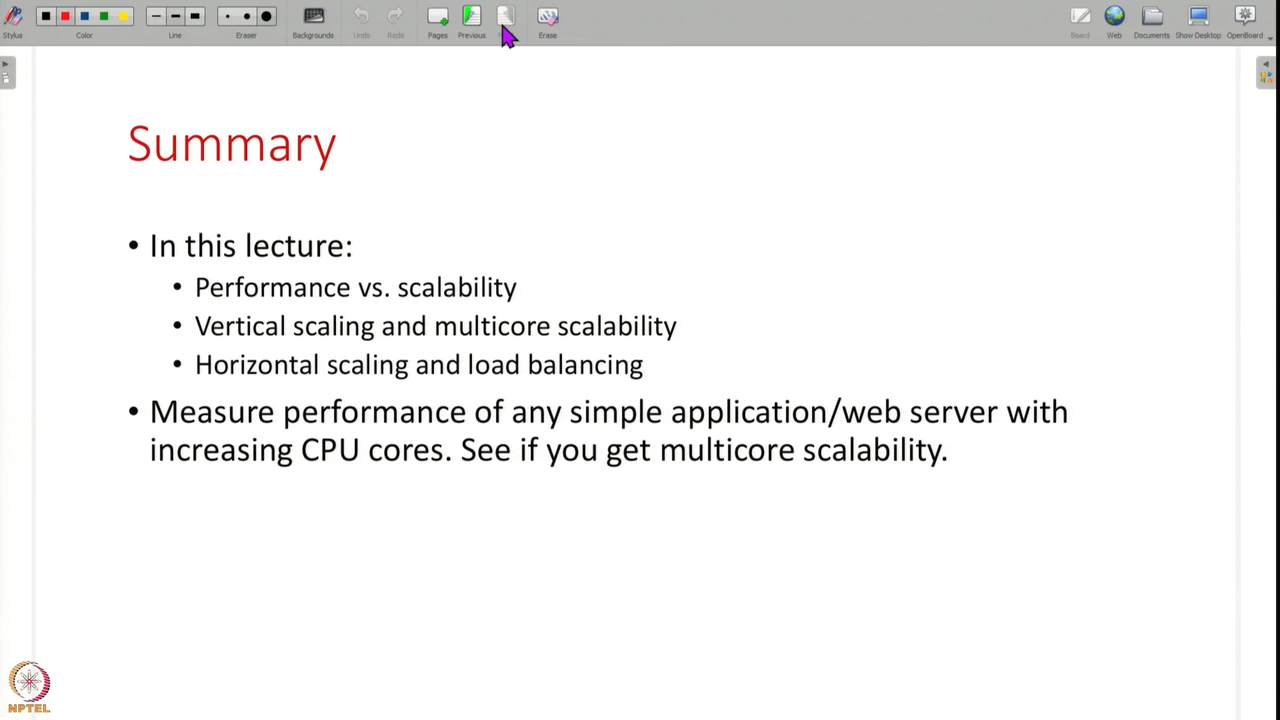 Stylus
Color
Line
Eraser
Backgrounds
Undo
Redo
Pages
Previous
Erase
Board
Web
Documents
Show Desktop
OpenBoard
Summary
• In this lecture:
• Performance vs. scalability
• Vertical scaling and multicore scalability
• Horizontal scaling and load balancing
• Measure performance of any simple application/web server with
increasing CPU cores. See if you get multicore scalability.
NPTEL